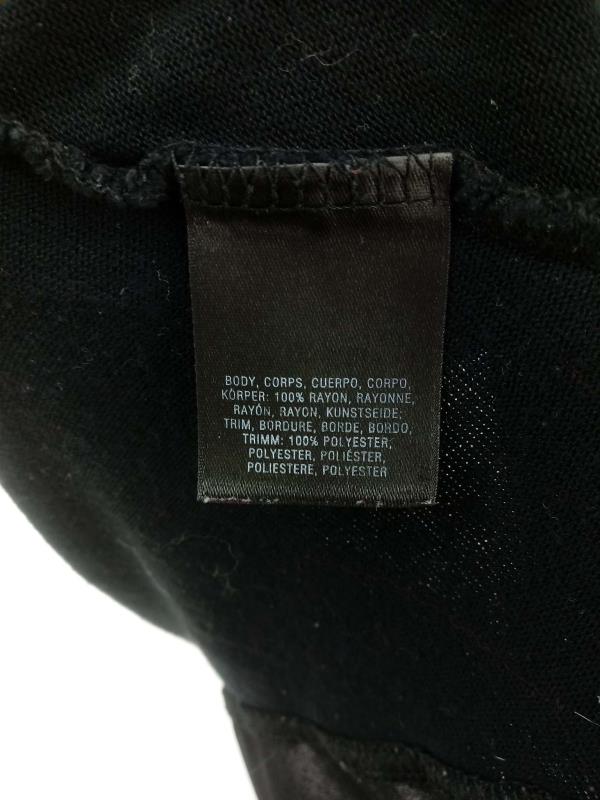 BODY, CORPS, CUERPO, CORPO,
KÖRPER: 100% RAYON, RAYONNE,
RAYÓN, RAYON, KUNSTSEIDE;
TRIM, BORDURE, BORDE, BORDO,
TRIMM: 100% POLYESTER,
POLYESTER, POLIÉSTER,
POLIESTERE, POLYESTER